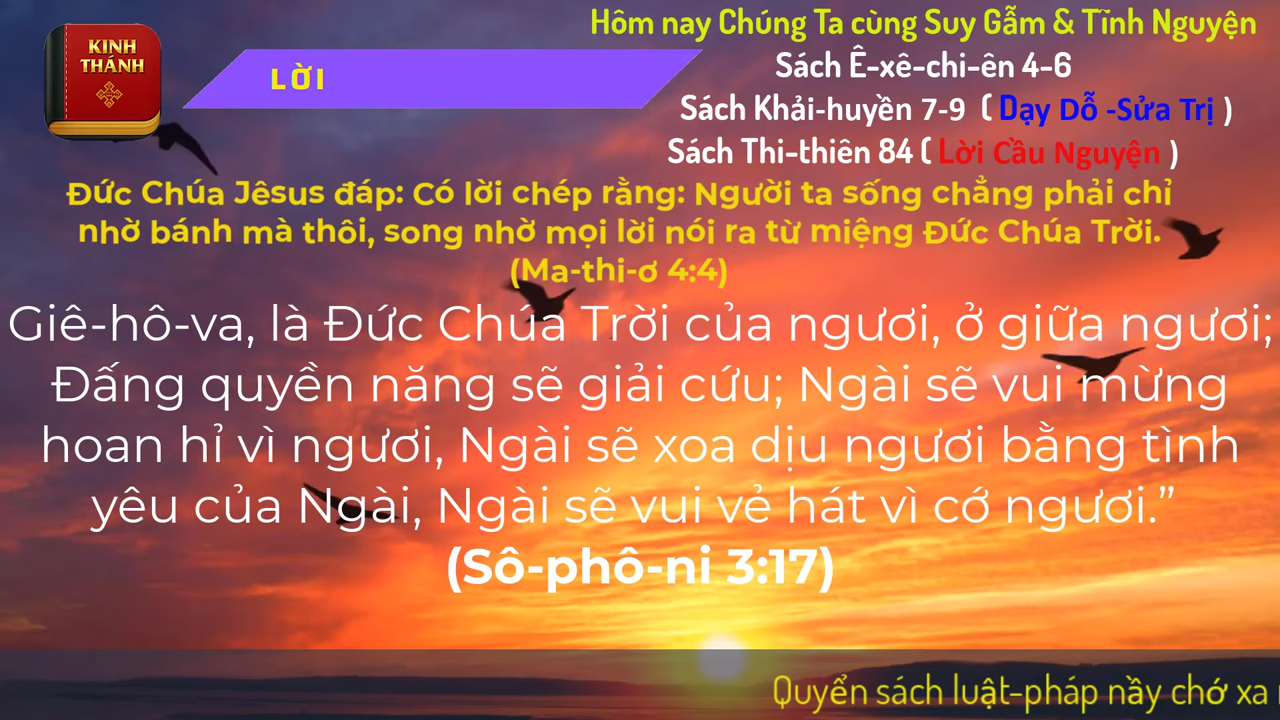 KINH
THÁNH
LỜI
Hôm nay Chúng Ta cùng Suy Gẫm & Tĩnh Nguyện
Sách Ê-xê-chi-ên 4-6
Sách Khải-huyền 7-9 ( Dạy Dỗ -Sửa Trị )
Sách Thi-thiên 84 ( Lời Cầu Nguyện )
Đức Chúa Jêsus đáp: Có lời chép rằng: Người ta sống chẳng phải chỉ
nhờ bánh mà thôi, song nhờ mọi lời nói ra từ miệng Đức Chúa Trời.
(Ma-thi-ơ 4:4)
Giê-hô-va, là Đức Chúa Trời của ngươi, ở giữa ngươi;
Đấng quyền năng sẽ giải cứu; Ngài sẽ vui mừng
hoan hỉ vì ngươi, Ngài sẽ xoa dịu ngươi bằng tình
yêu của Ngài, Ngài sẽ vui vẻ hát vì cớ ngươi.”
(Sô-phô-ni 3:17)
Quyển sách luật-pháp nầy chớ xa